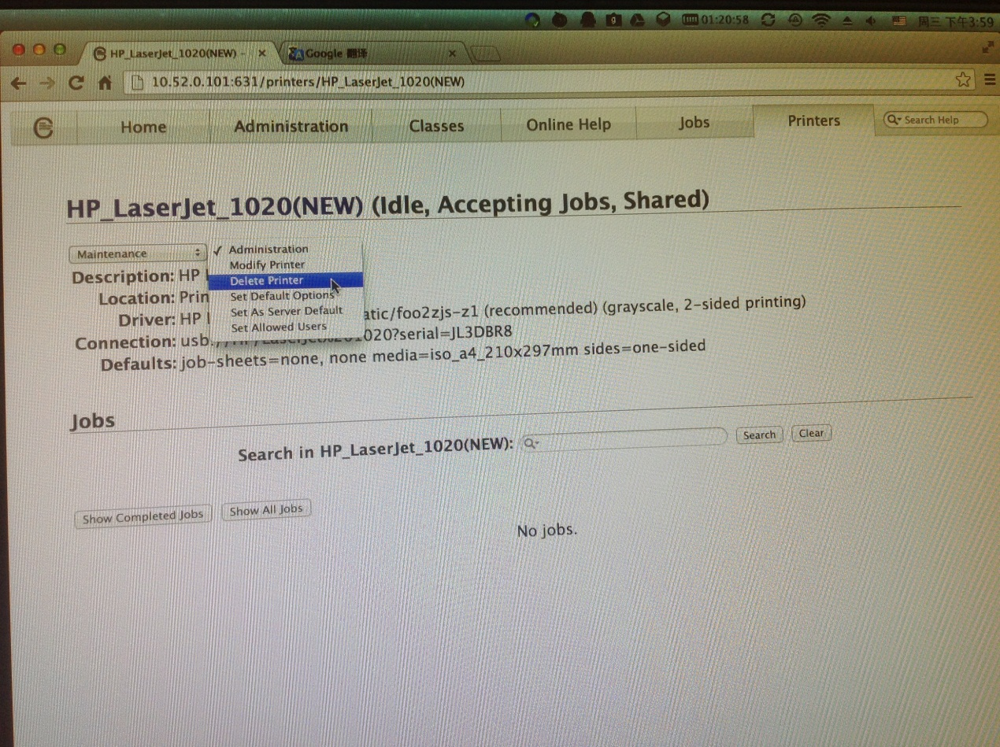 01:20:58 周三 下午3:59
HP_LaserJet_1020(NEW) - Google 翻译
10.52.0.101:631/printers/HP_LaserJet_1020(NEW)
Home Administration Classes Online Help Jobs Printers Search Help
HP_LaserJet_1020(NEW) (Idle, Accepting Jobs, Shared)
Maintenance ✓ Administration
Modify Printer
Delete Printer
Set Default Options
Set As Server Default
Set Allowed Users
Description: HP
Location: Prin
Driver: HP atic/foo2zjs-z1 (recommended) (grayscale, 2-sided printing)
Connection: usb 020?serial=JL3DBR8
Defaults: job-sheets=none, none media=iso_a4_210x297mm sides=one-sided
Jobs
Search in HP_LaserJet_1020(NEW): Search Clear
Show Completed Jobs Show All Jobs
No jobs.